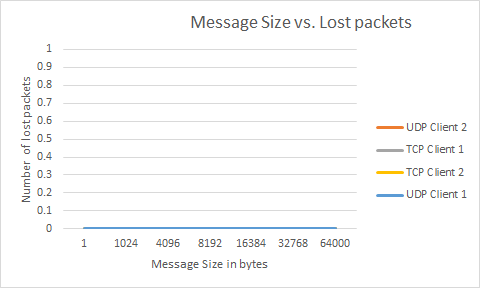 Message Size vs. Lost packets
Number of lost packets
1
0.9
0.8
0.7
0.6
0.5
0.4
0.3
0.2
0.1
0
1 1024 4096 8192 16384 32768 64000
Message Size in bytes
UDP Client 2
TCP Client 1
TCP Client 2
UDP Client 1